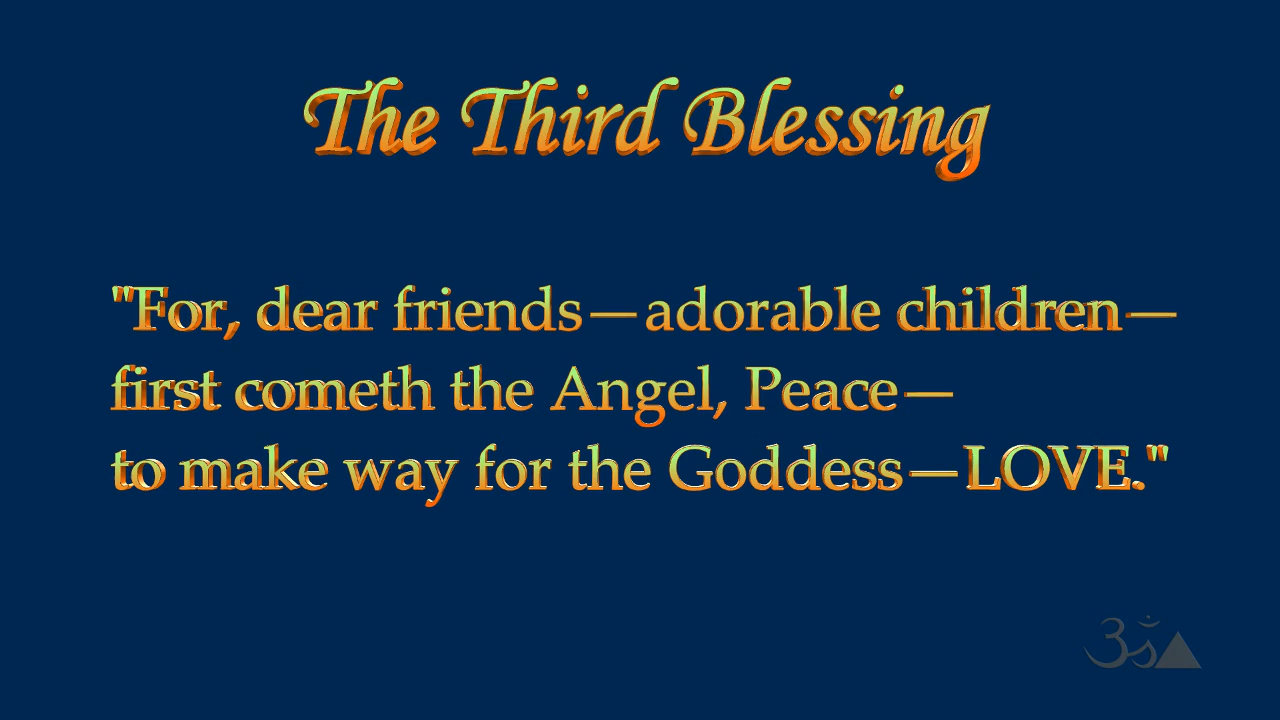 The Third Blessing
"For, dear friends—adorable children—
first cometh the Angel, Peace—
to make way for the Goddess—LOVE."
ॐ